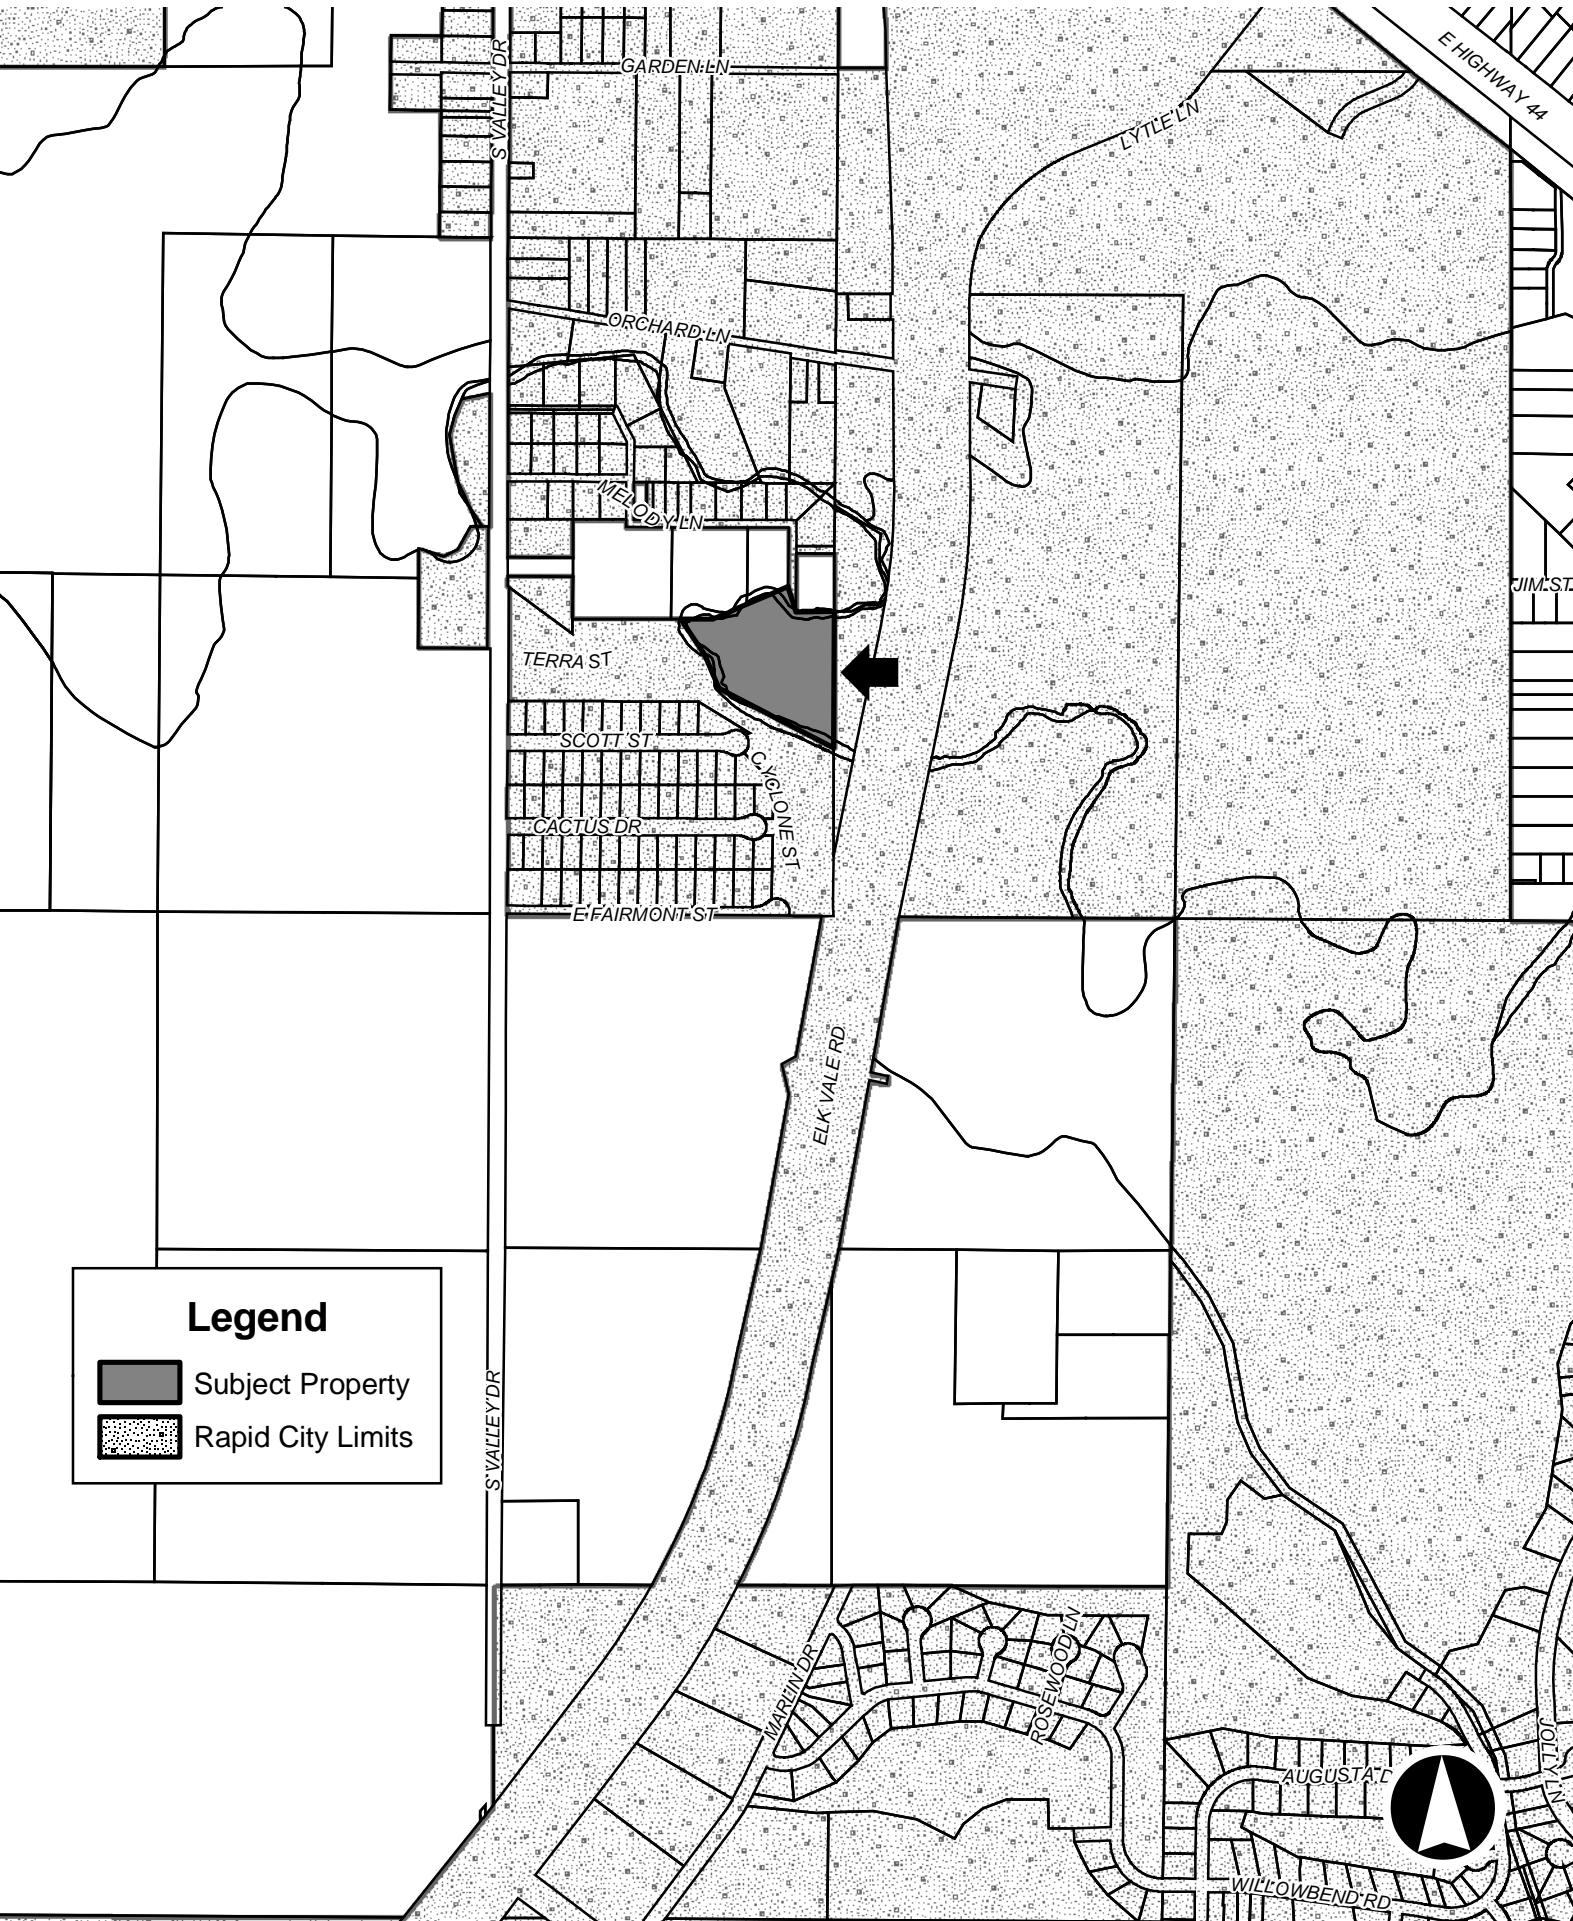 E HIGHWAY 44
GARDEN LN
S VALLEY DR
LYTLE LN
ORCHARD LN
MELODY LN
JIM ST
TERRA ST
SCOTT ST
CYCLONE ST
CACTUS DR
E FAIRMONT ST
ELK VALE RD
Legend
Subject Property
Rapid City Limits
S VALLEY DR
ROSEWOOD LN
MARLIN DR
JOLLY LN
AUGUSTA D
WILLOWBEND RD